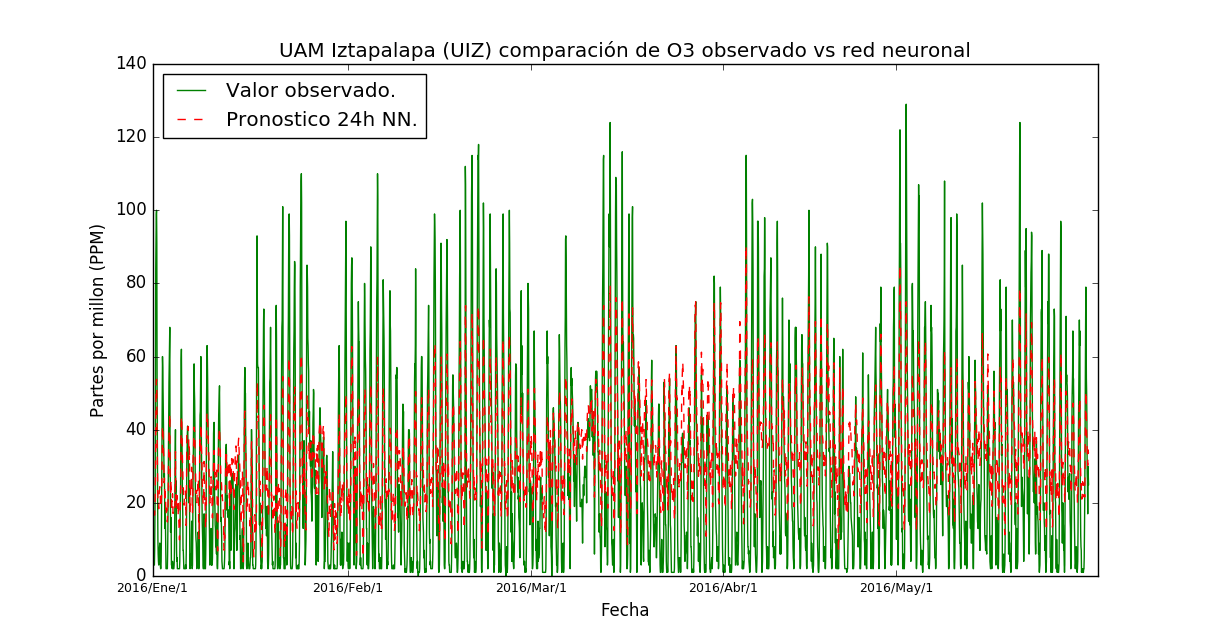 UAM Iztapalapa (UIZ) comparación de O3 observado vs red neuronal
Valor observado.
Pronostico 24h NN.
Partes por millon (PPM)
140
120
100
80
60
40
20
0
2016/Ene/1
2016/Feb/1
2016/Mar/1
2016/Abr/1
2016/May/1
Fecha